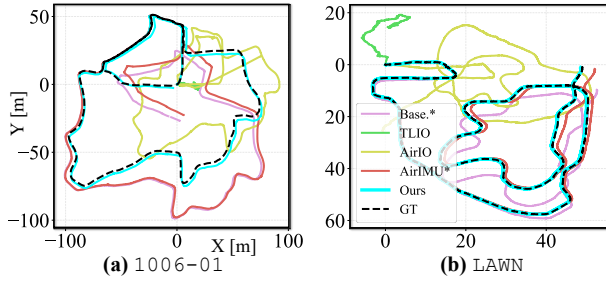 50
0
−50
−100
Y [m]
−100
0
X [m]
100
(a) 1006-01
20
0
20
40
60
Base.*
TLIO
AirIO
AirIMU*
Ours
GT
0
20
40
(b) LAWN